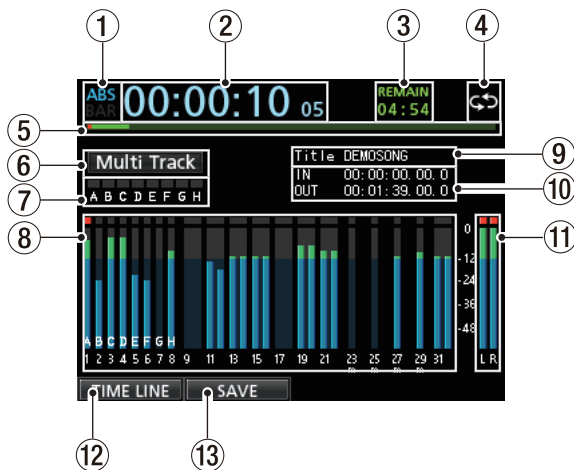 ① ② ③ ④
ABS 00:00:10 05 REMAIN
BAR 04:54
⑤
⑥ Multi Track Title DEMOSONG ⑨
IN 00:00:00.00.0
⑦ A B C D E F G H OUT 00:01:39.00.0 ⑩
⑧ 0 ⑪
-12
-24
-36
-48
A B C D E F G H
1 2 3 4 5 6 7 8 9 11 13 15 17 19 21 23 25 27 29 31 L R
TIME LINE SAVE
⑫ ⑬